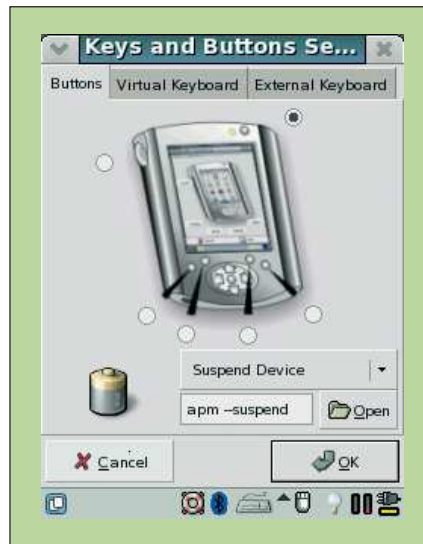 Keys and Buttons Se...
Buttons Virtual Keyboard External Keyboard
Suspend Device
apm --suspend Open
Cancel OK